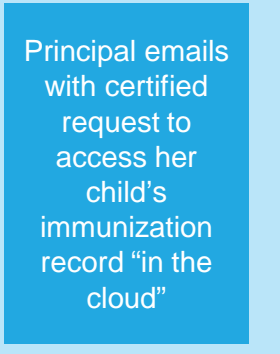 Principal emails
with certified
request to
access her
child’s
immunization
record “in the
cloud”